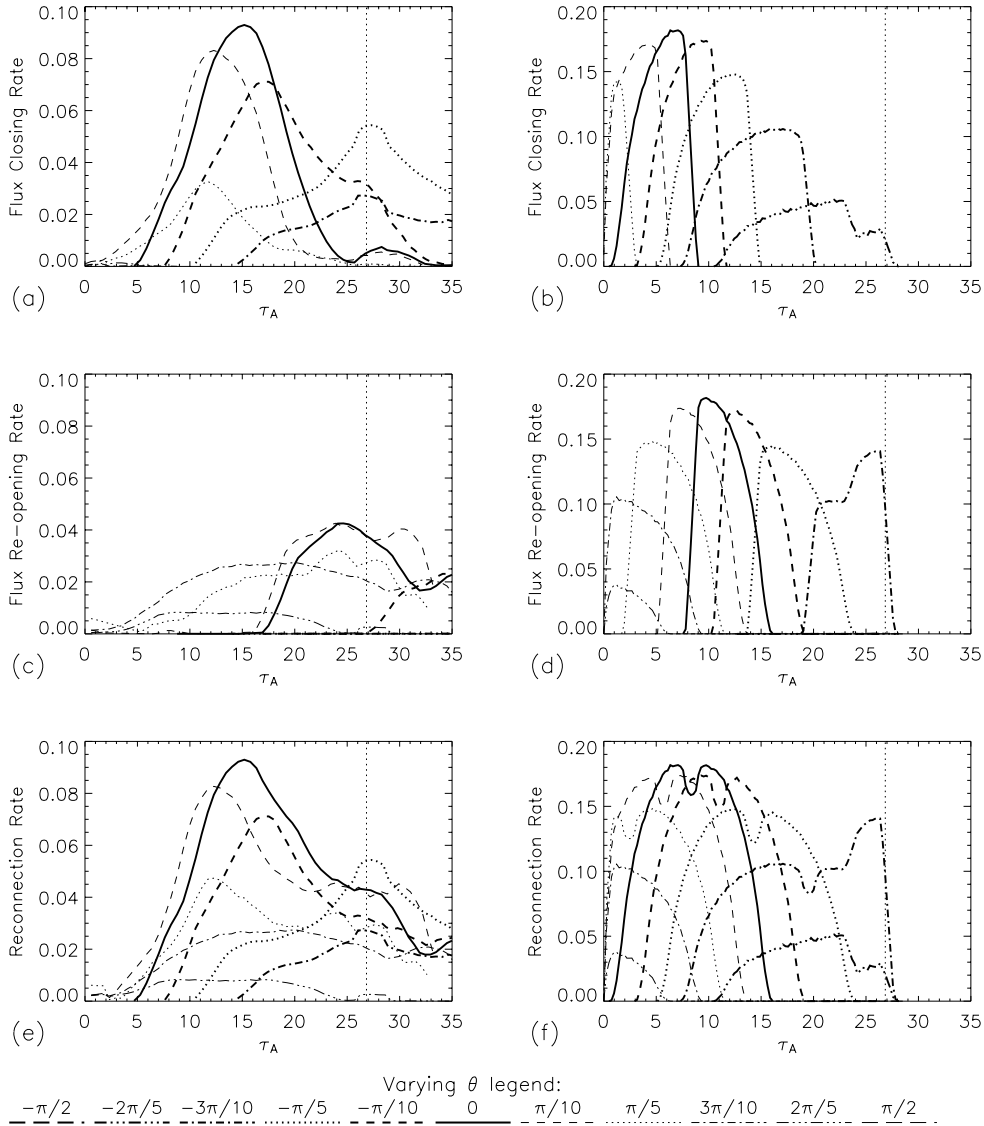 0.10 0.08 0.06 0.04 0.02 0.00
Flux Closing Rate
0 5 10 15 20 25 30 35
(a) τA
0.20 0.15 0.10 0.05 0.00
Flux Closing Rate
0 5 10 15 20 25 30 35
(b) τA
0.10 0.08 0.06 0.04 0.02 0.00
Flux Re-opening Rate
0 5 10 15 20 25 30 35
(c) τA
0.20 0.15 0.10 0.05 0.00
Flux Re-opening Rate
0 5 10 15 20 25 30 35
(d) τA
0.10 0.08 0.06 0.04 0.02 0.00
Reconnection Rate
0 5 10 15 20 25 30 35
(e) τA
0.20 0.15 0.10 0.05 0.00
Reconnection Rate
0 5 10 15 20 25 30 35
(f) τA
Varying θ legend:
−π/2 −2π/5 −3π/10 −π/5 −π/10 0 π/10 π/5 3π/10 2π/5 π/2